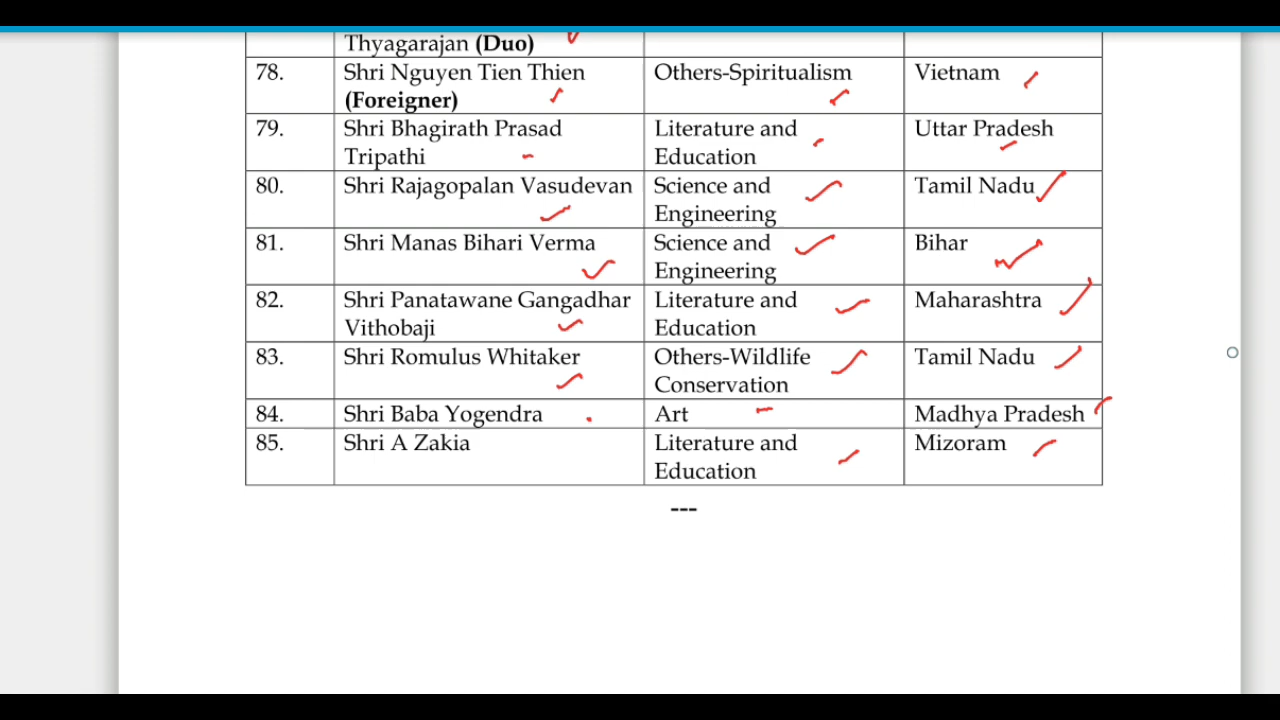 Thyagarajan (Duo)
78. Shri Nguyen Tien Thien Others-Spiritualism Vietnam
(Foreigner)
79. Shri Bhagirath Prasad Literature and Uttar Pradesh
Tripathi Education
80. Shri Rajagopalan Vasudevan Science and Tamil Nadu
Engineering
81. Shri Manas Bihari Verma Science and Bihar
Engineering
82. Shri Panatawane Gangadhar Literature and Maharashtra
Vithobaji Education
83. Shri Romulus Whitaker Others-Wildlife Tamil Nadu
Conservation
84. Shri Baba Yogendra Art Madhya Pradesh
85. Shri A Zakia Literature and Mizoram
Education
---